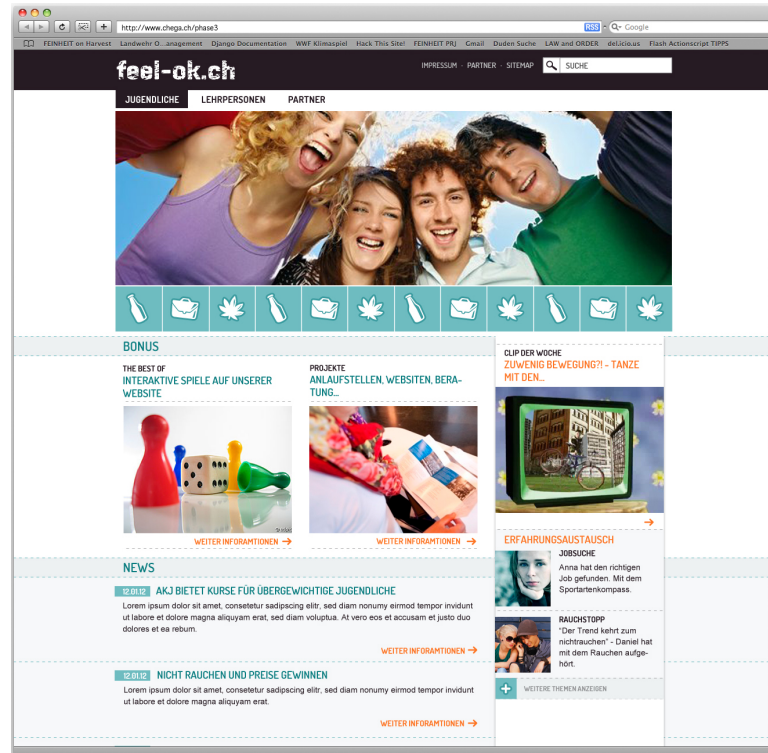 http://www.chega.ch/phase3
RSS
Google
FEINHEIT on Harvest Landwehr O...anagement Django Documentation WWF Klimaspiel Hack This Site! FEINHEIT PRJ Gmail Duden Suche LAW and ORDER del.icio.us Flash Actionscript TIPPS
feel-ok.ch
IMPRESSUM - PARTNER - SITEMAP
SUCHE
JUGENDLICHE LEHRPERSONEN PARTNER
BONUS
THE BEST OF
INTERAKTIVE SPIELE AUF UNSERER
WEBSITE
WEITER INFORAMTIONEN →
PROJEKTE
ANLAUFSTELLEN, WEBSITEN, BERA-
TUNG...
WEITER INFORAMTIONEN →
CLIP DER WOCHE
ZUWENIG BEWEGUNG?! - TANZE
MIT DEN...
→
ERFAHRUNGSAUSTAUSCH
JOBSUCHE
Anna hat den richtigen
Job gefunden. Mit dem
Sportartenkompass.
RAUCHSTOPP
"Der Trend kehrt zum
nichtrauchen" - Daniel hat
mit dem Rauchen aufge-
hört.
WEITERE THEMEN ANZEIGEN
NEWS
12.01.12 AKJ BIETET KURSE FÜR ÜBERGEWICHTIGE JUGENDLICHE
Lorem ipsum dolor sit amet, consetetur sadipscing elitr, sed diam nonumy eirmod tempor invidunt
ut labore et dolore magna aliquyam erat, sed diam voluptua. At vero eos et accusam et justo duo
dolores et ea rebum.
WEITER INFORAMTIONEN →
12.01.12 NICHT RAUCHEN UND PREISE GEWINNEN
Lorem ipsum dolor sit amet, consetetur sadipscing elitr, sed diam nonumy eirmod tempor invidunt
ut labore et dolore magna aliquyam erat.
WEITER INFORAMTIONEN →